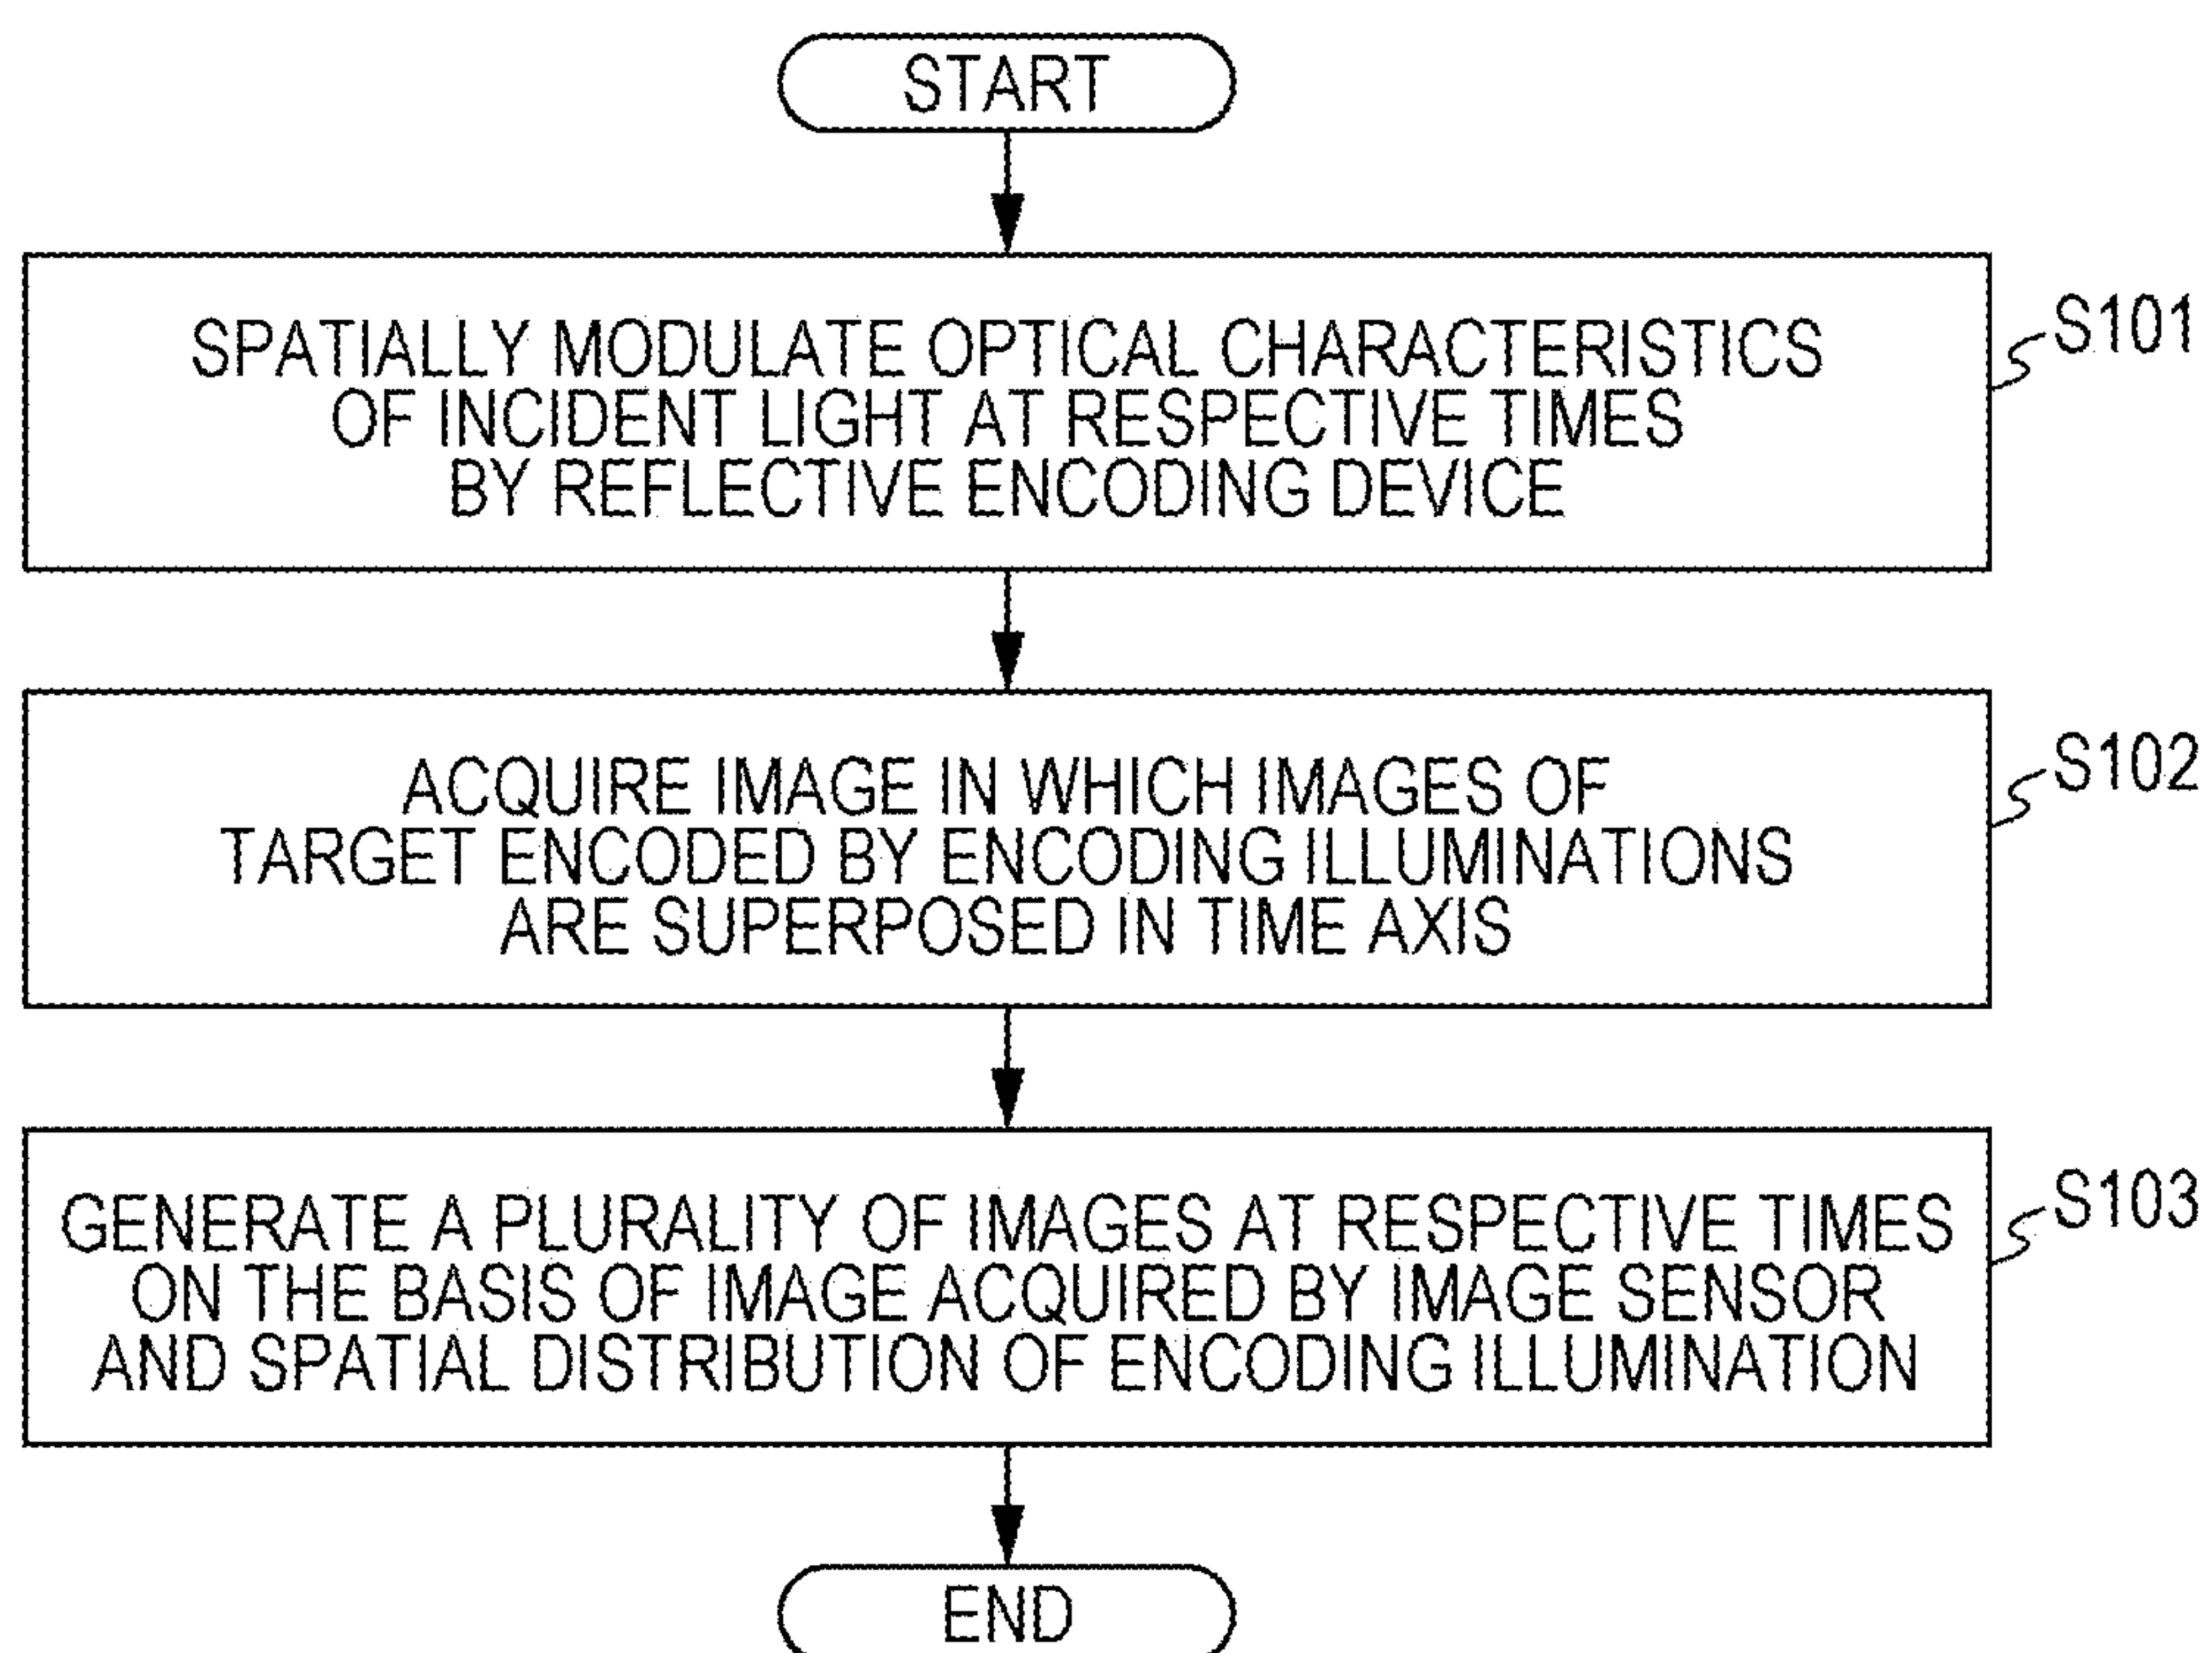 START
SPATIALLY MODULATE OPTICAL CHARACTERISTICS
OF INCIDENT LIGHT AT RESPECTIVE TIMES
BY REFLECTIVE ENCODING DEVICE
S101
ACQUIRE IMAGE IN WHICH IMAGES OF
TARGET ENCODED BY ENCODING ILLUMINATIONS
ARE SUPERPOSED IN TIME AXIS
S102
GENERATE A PLURALITY OF IMAGES AT RESPECTIVE TIMES
ON THE BASIS OF IMAGE ACQUIRED BY IMAGE SENSOR
AND SPATIAL DISTRIBUTION OF ENCODING ILLUMINATION
S103
END